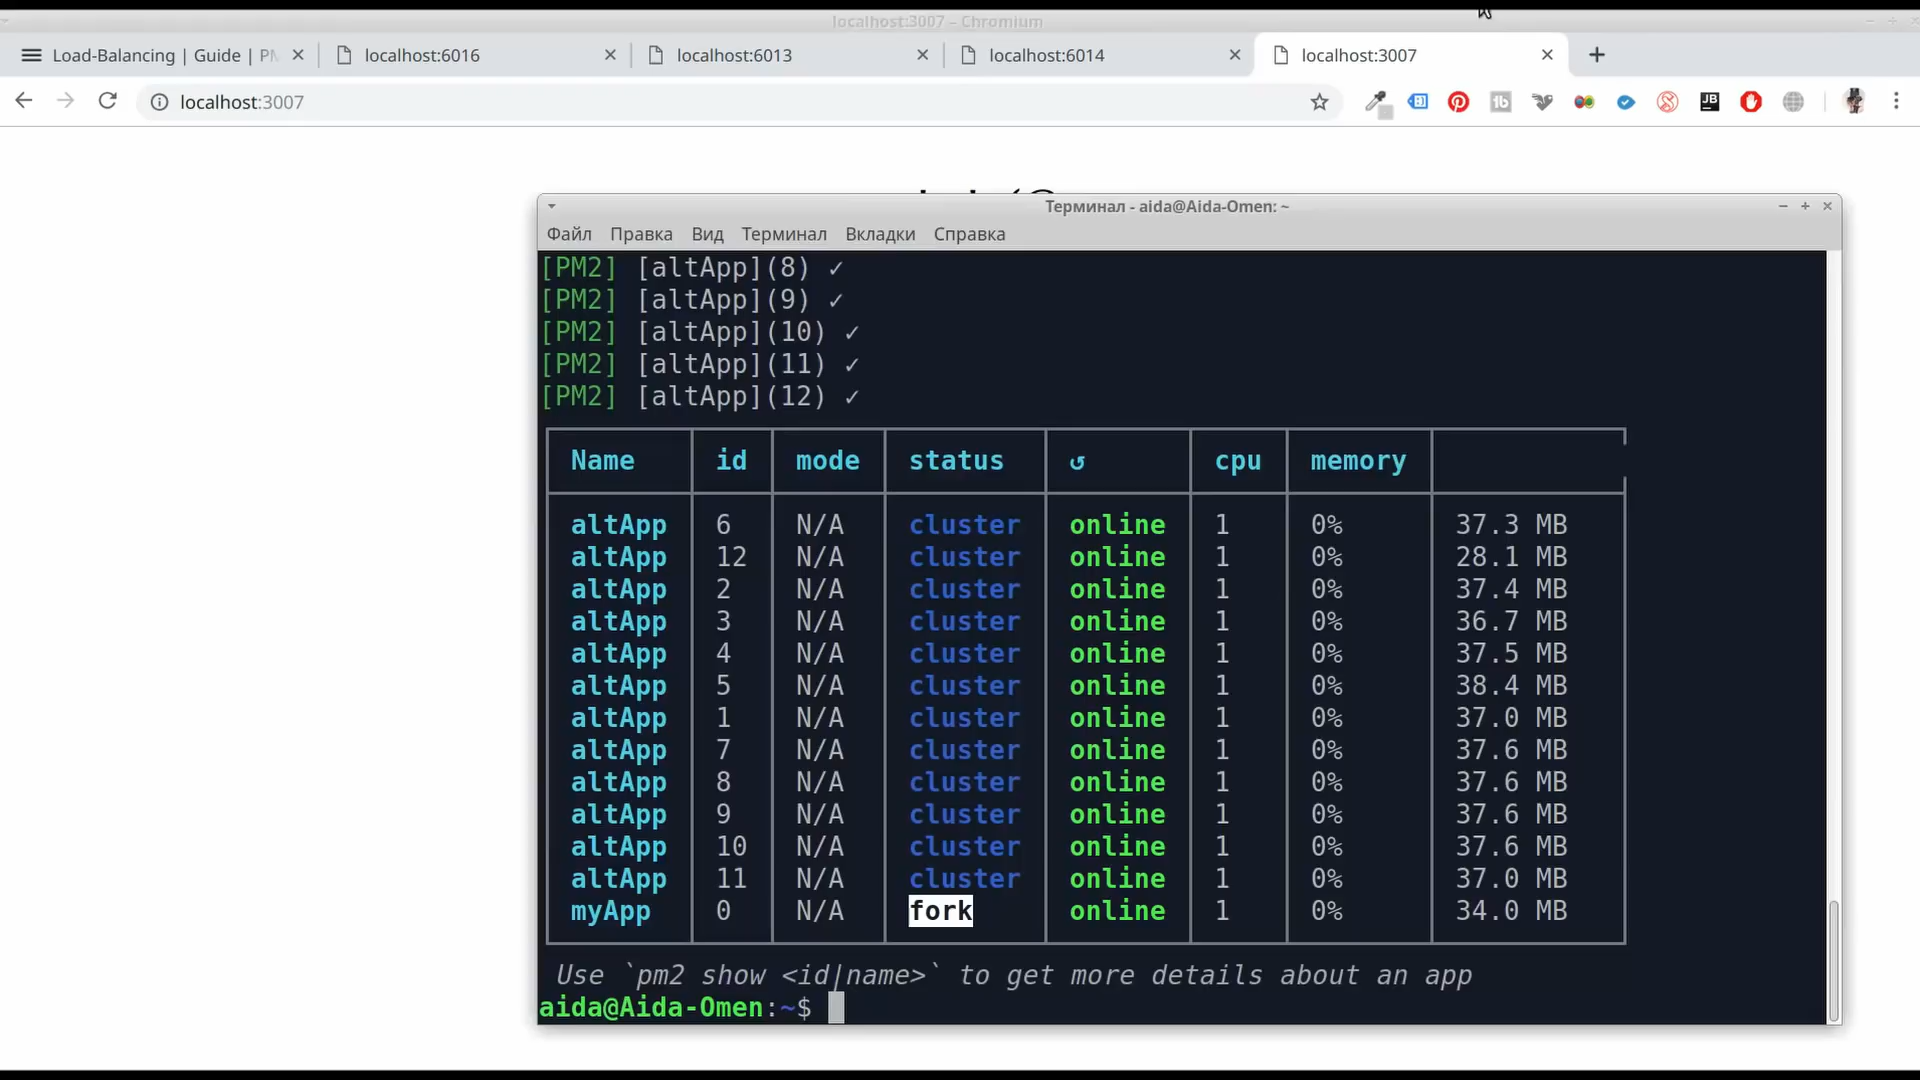 localhost:3007 – Chromium
Load-Balancing | Guide | PM
localhost:6016
localhost:6013
localhost:6014
localhost:3007
localhost:3007
Терминал - aida@Aida-Omen: ~
Файл Правка Вид Терминал Вкладки Справка
[PM2] [altApp](8) ✓
[PM2] [altApp](9) ✓
[PM2] [altApp](10) ✓
[PM2] [altApp](11) ✓
[PM2] [altApp](12) ✓
Name id mode status ↺ cpu memory
altApp 6 N/A cluster online 1 0% 37.3 MB
altApp 12 N/A cluster online 1 0% 28.1 MB
altApp 2 N/A cluster online 1 0% 37.4 MB
altApp 3 N/A cluster online 1 0% 36.7 MB
altApp 4 N/A cluster online 1 0% 37.5 MB
altApp 5 N/A cluster online 1 0% 38.4 MB
altApp 1 N/A cluster online 1 0% 37.0 MB
altApp 7 N/A cluster online 1 0% 37.6 MB
altApp 8 N/A cluster online 1 0% 37.6 MB
altApp 9 N/A cluster online 1 0% 37.6 MB
altApp 10 N/A cluster online 1 0% 37.6 MB
altApp 11 N/A cluster online 1 0% 37.0 MB
myApp 0 N/A fork online 1 0% 34.0 MB
Use `pm2 show <id|name>` to get more details about an app
aida@Aida-Omen:~$